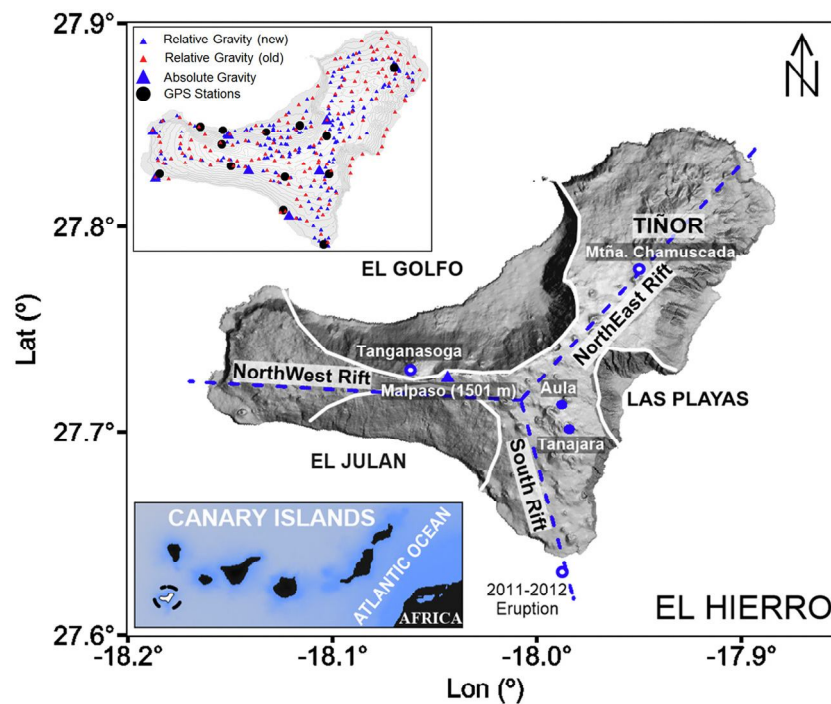 27.9°
27.8°
27.7°
27.6°
Lat (°)
Relative Gravity (new)
Relative Gravity (old)
Absolute Gravity
GPS Stations
N
TIÑOR
Mtña. Chamuscada
EL GOLFO
NorthEast Rift
Tanganasoga
NorthWest Rift
Malpaso (1501 m)
Aula
LAS PLAYAS
Tanajara
EL JULAN
South Rift
CANARY ISLANDS
ATLANTIC OCEAN
AFRICA
2011-2012
Eruption
EL HIERRO
-18.2°
-18.1°
-18.0°
-17.9°
Lon (°)